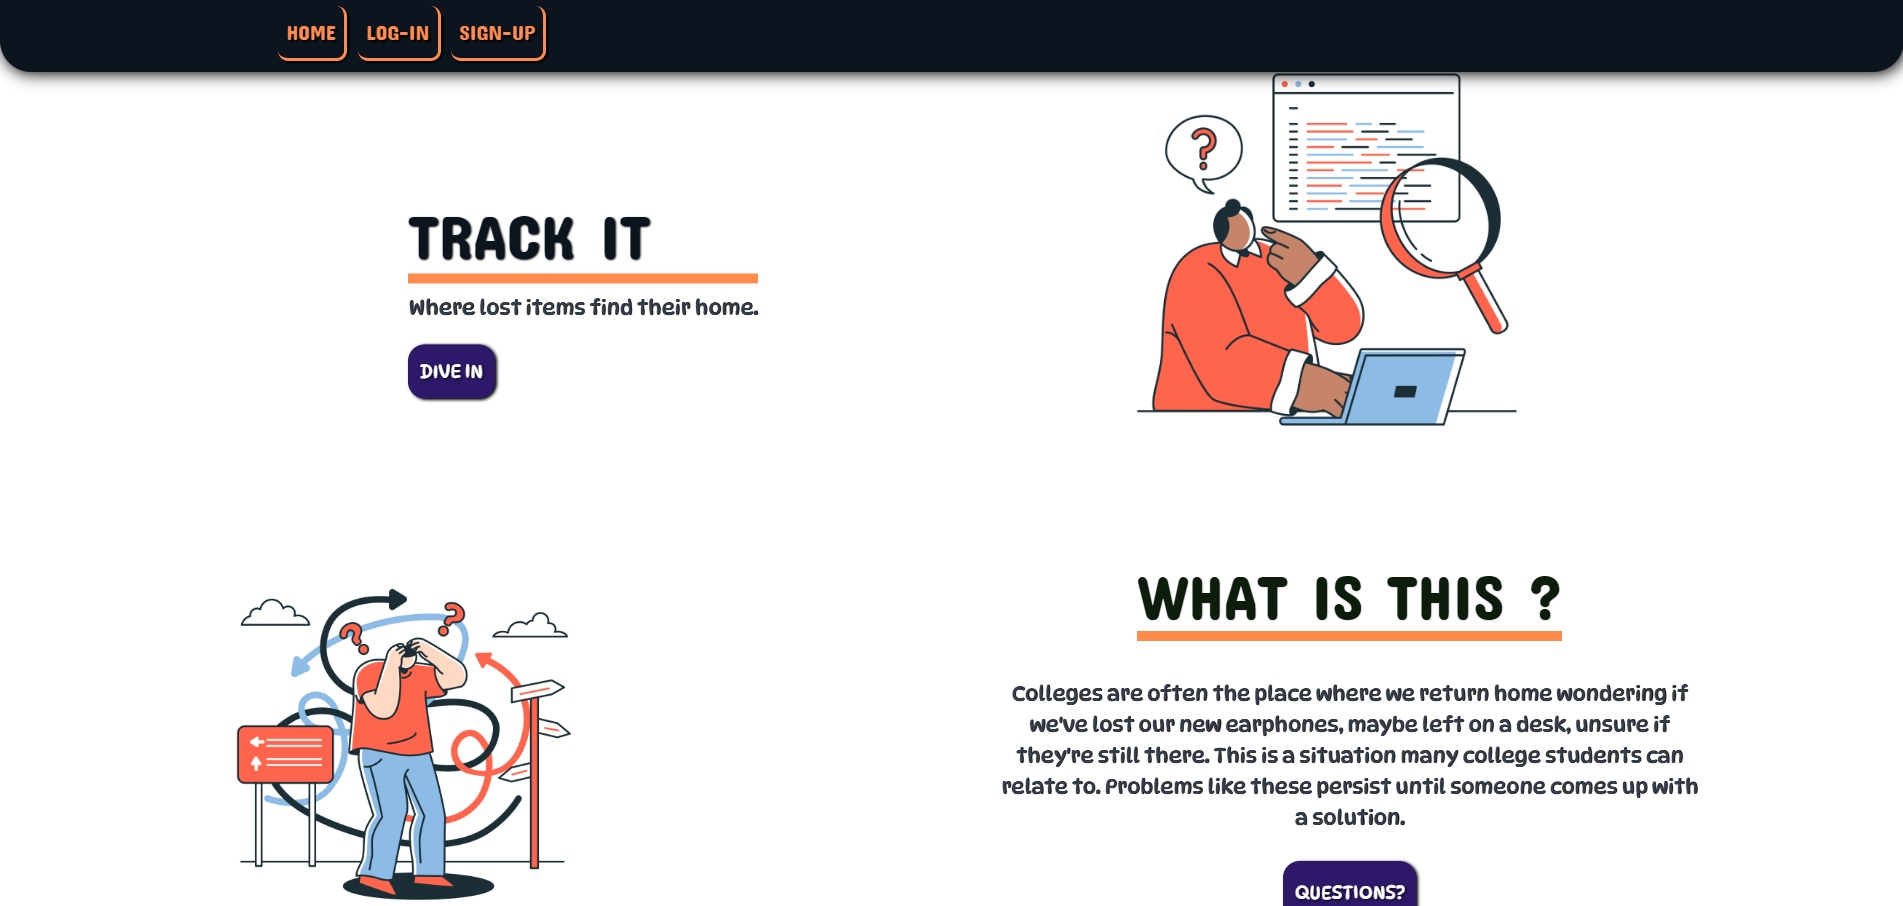 HOME LOG-IN SIGN-UP
?
TRACK IT
Where lost items find their home.
DIVE IN
? ?
WHAT IS THIS ?
Colleges are often the place where we return home wondering if
we've lost our new earphones, maybe left on a desk, unsure if
they're still there. This is a situation many college students can
relate to. Problems like these persist until someone comes up with
a solution.
QUESTIONS?